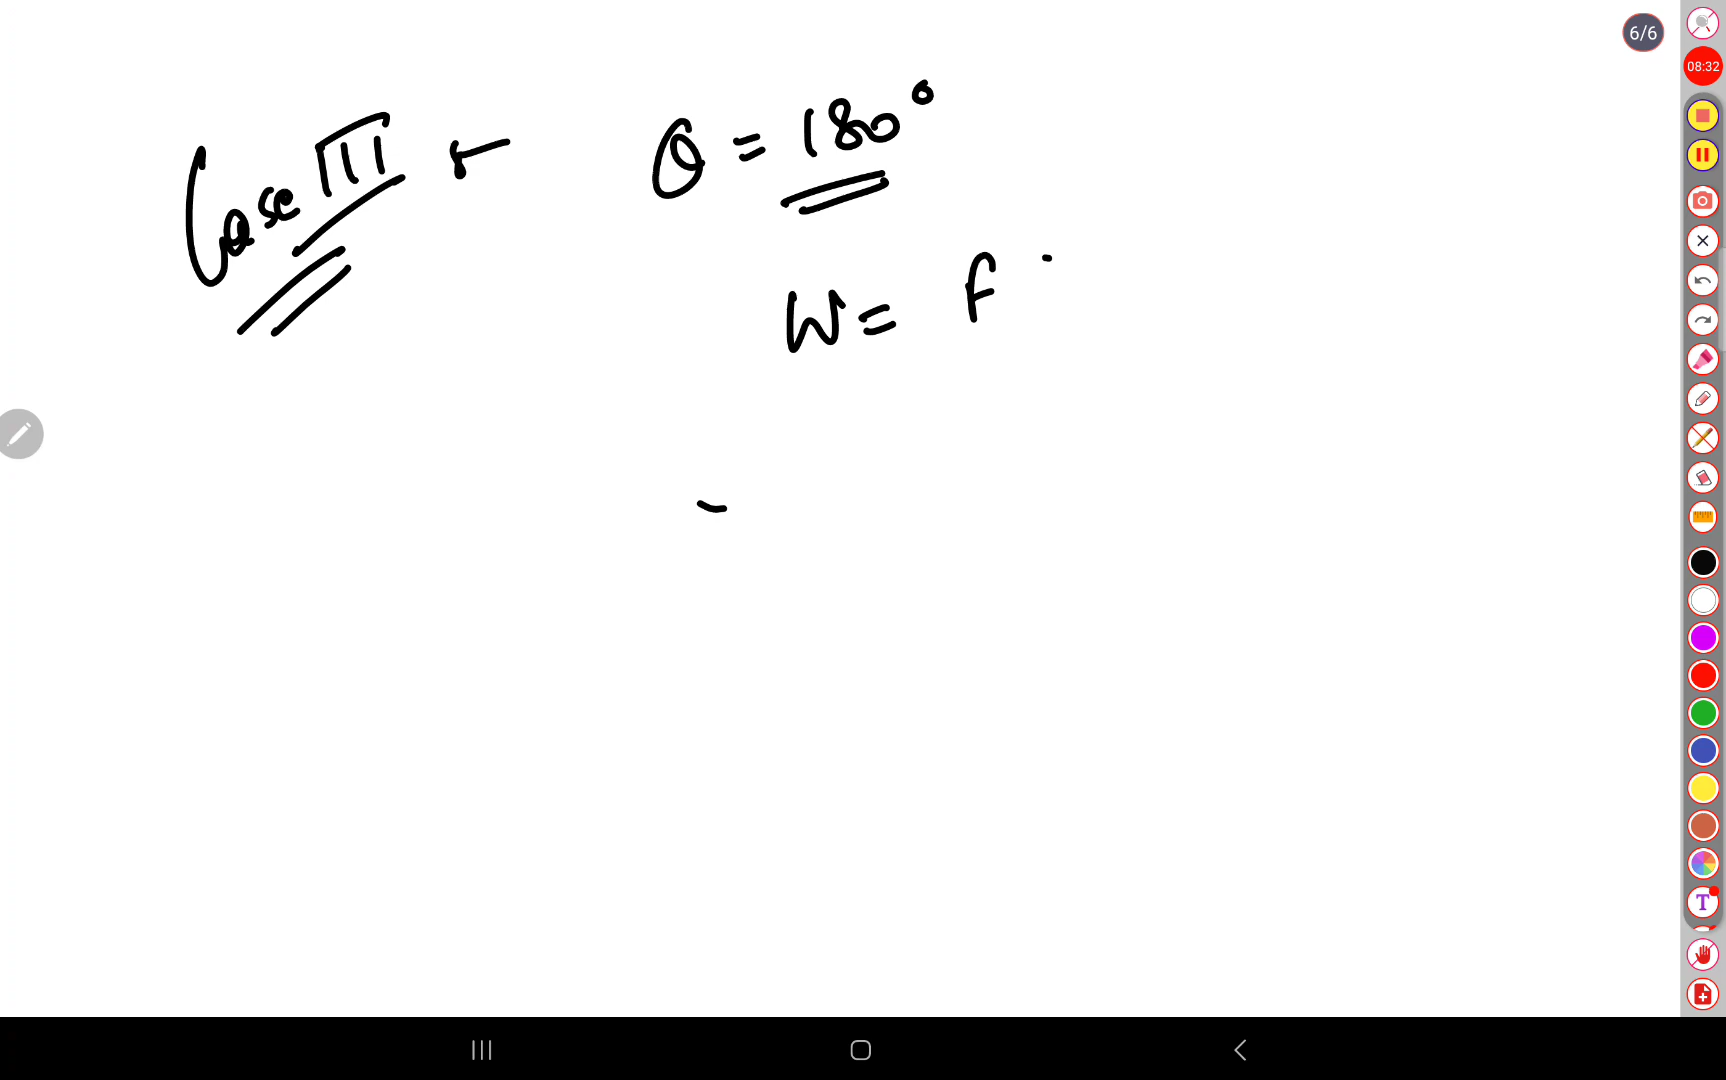 Case III θ = 180°
W = F ·
-
6/6
08:32
T